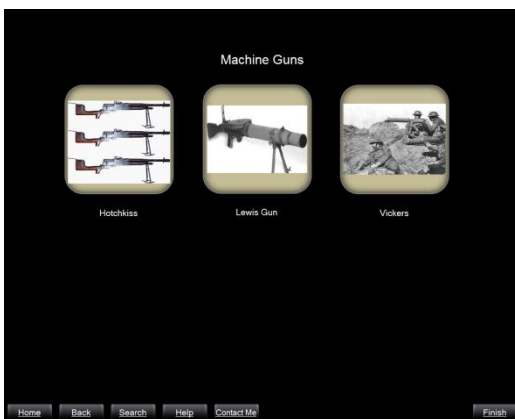 Machine Guns
Hotchkiss
Lewis Gun
Vickers
Home
Back
Search
Help
Contact Me
Finish